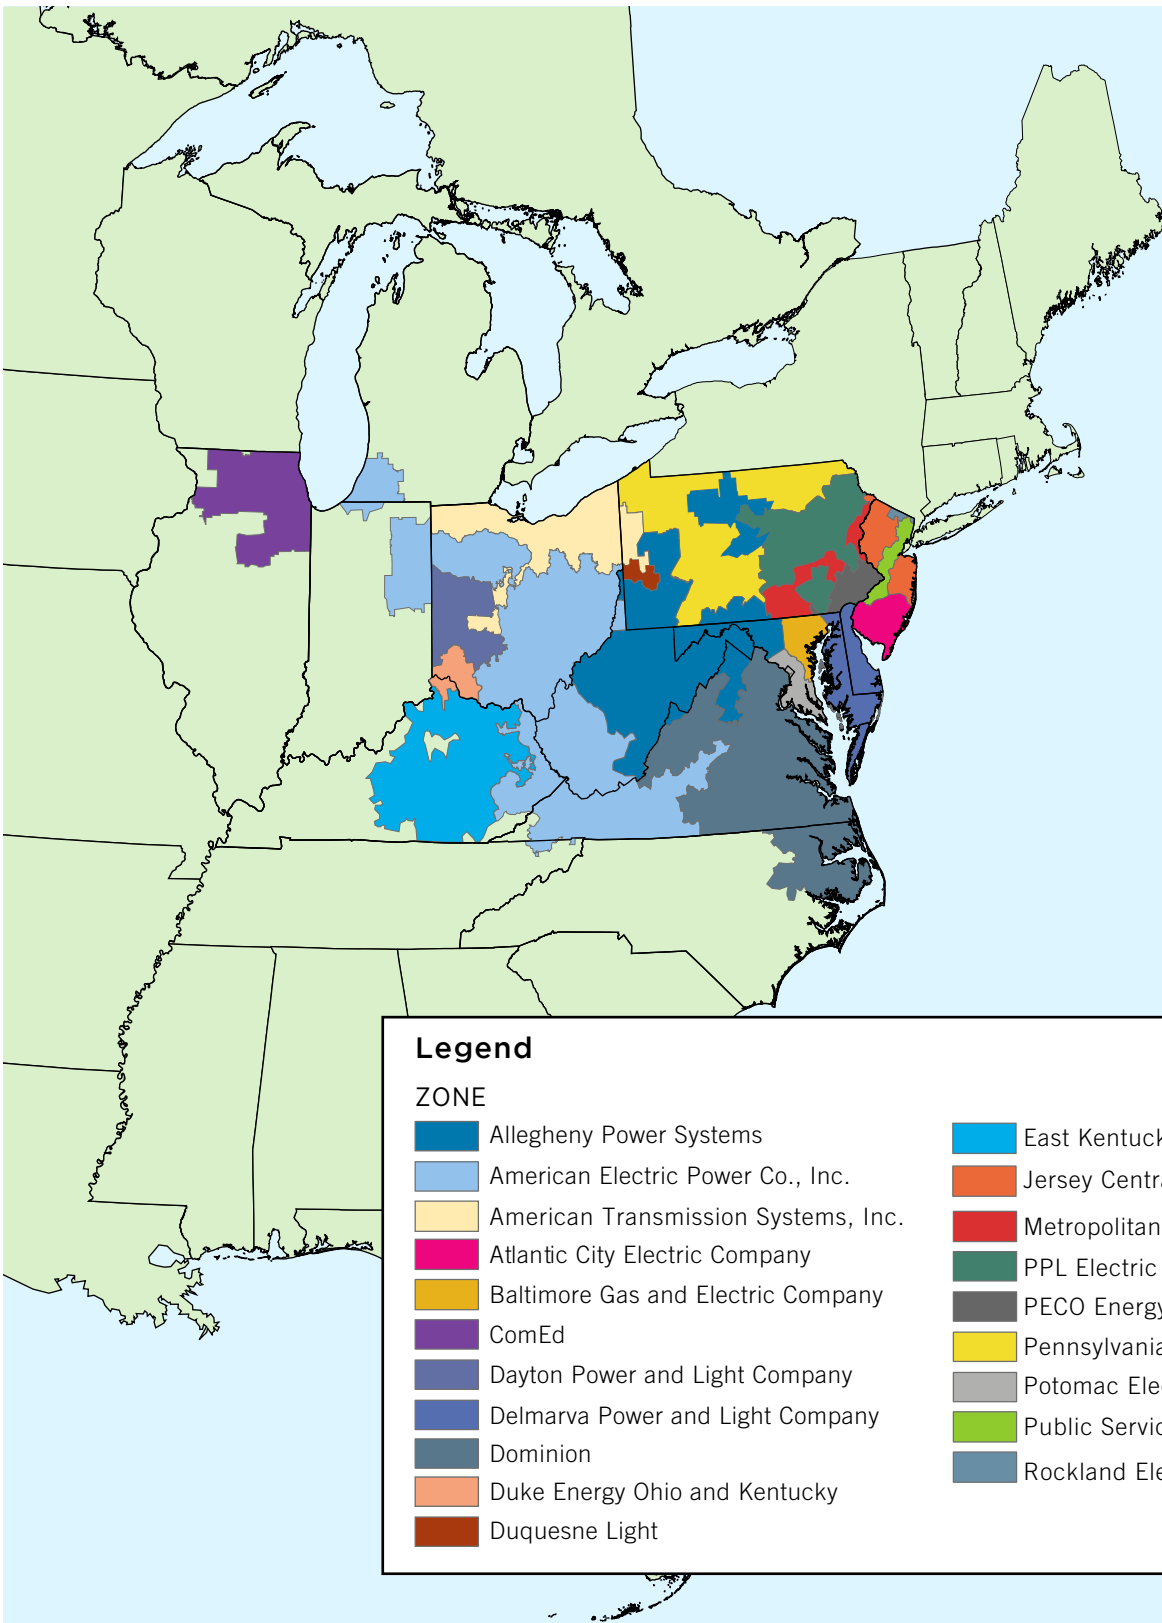 Legend
ZONE
Allegheny Power Systems
American Electric Power Co., Inc.
American Transmission Systems, Inc.
Atlantic City Electric Company
Baltimore Gas and Electric Company
ComEd
Dayton Power and Light Company
Delmarva Power and Light Company
Dominion
Duke Energy Ohio and Kentucky
Duquesne Light
East Kentuck
Jersey Centra
Metropolitan
PPL Electric
PECO Energy
Pennsylvania
Potomac Elec
Public Servic
Rockland Ele